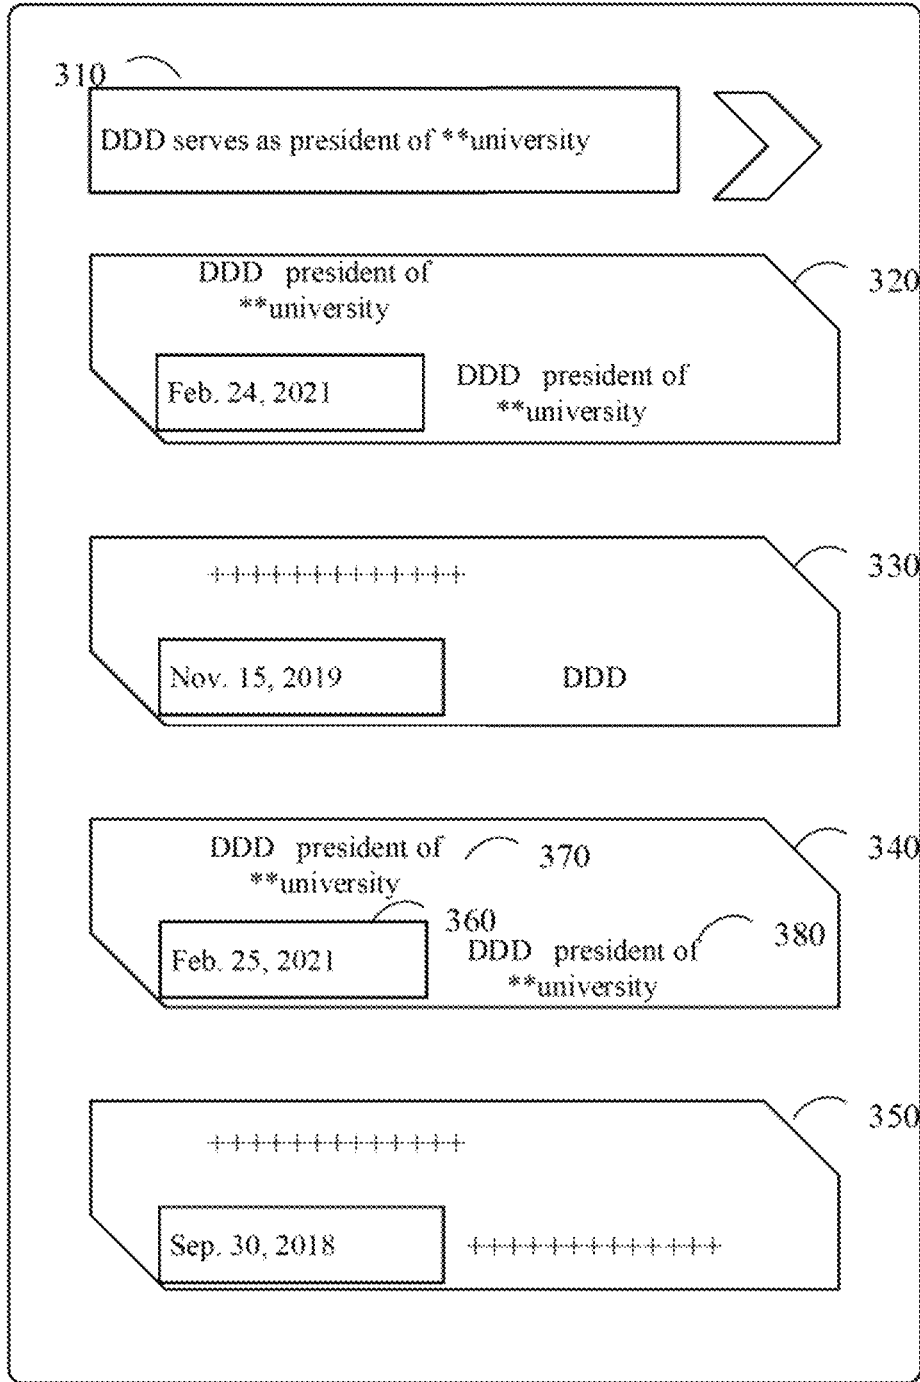 310
DDD serves as president of **university
DDD president of
**university
320
Feb. 24, 2021
DDD president of
**university
330
+++++++++++++
Nov. 15, 2019
DDD
340
DDD president of
**university
370
360
Feb. 25, 2021
DDD president of
**university
380
350
+++++++++++++
Sep. 30, 2018
+++++++++++++